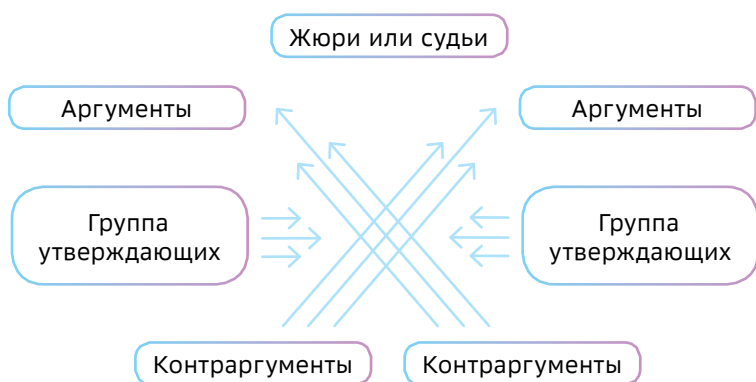 Жюри или судьи
Аргументы
Аргументы
Группа
утверждающих
Группа
утверждающих
Контраргументы
Контраргументы